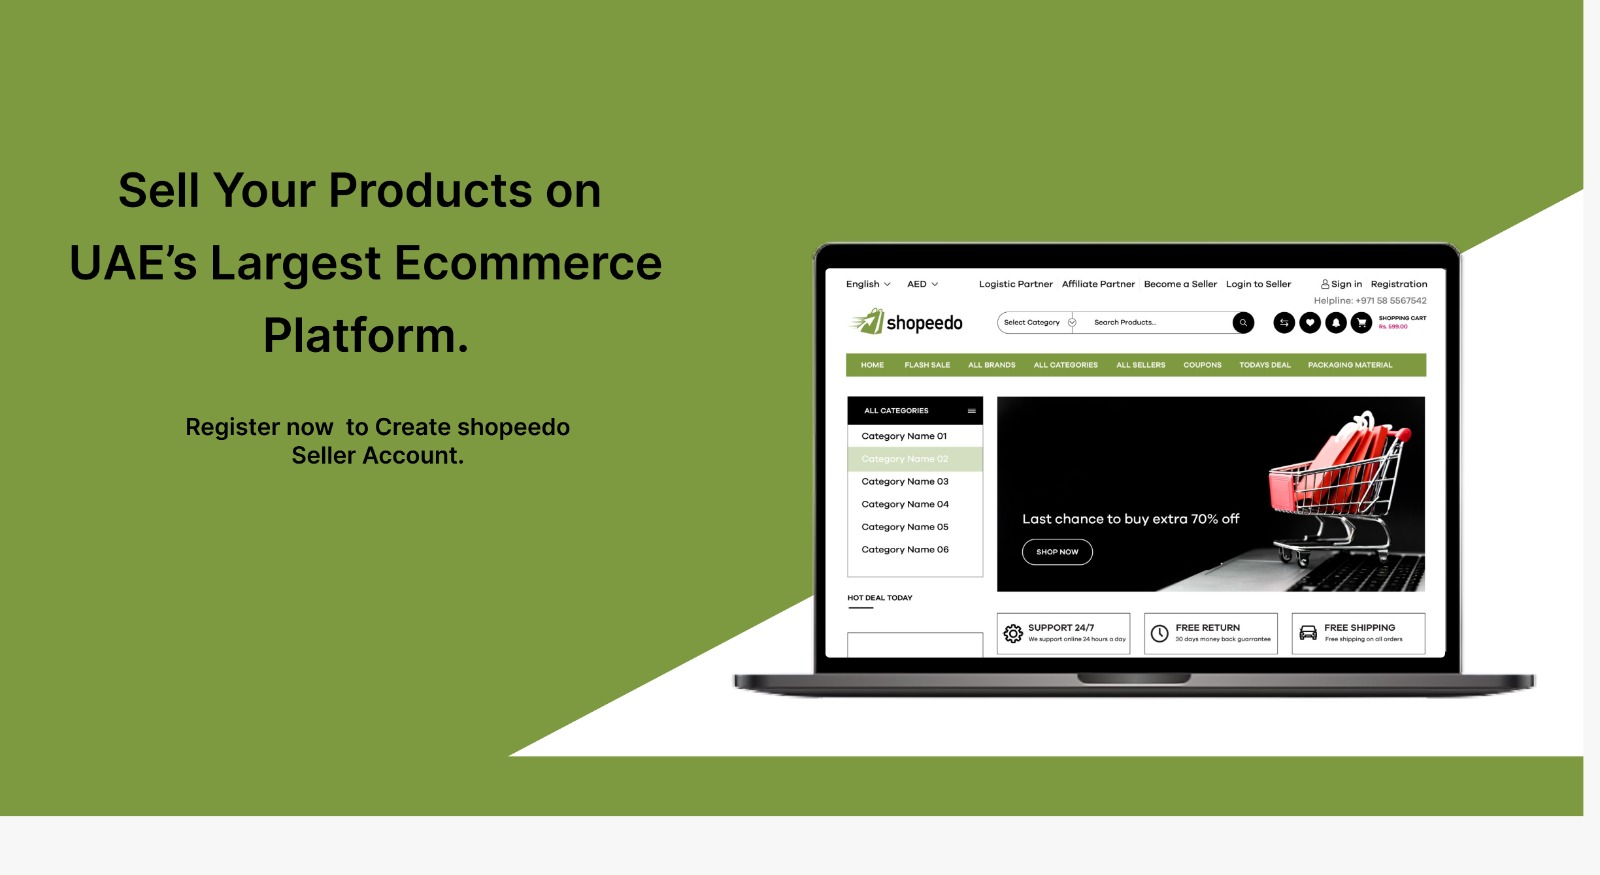 Sell Your Products on
UAE’s Largest Ecommerce
Platform.
Register now  to Create shopeedo
Seller Account.
English AED Logistic Partner Affiliate Partner Become a Seller Login to Seller Sign in Registration
Helpline: +971 58 5567542
shopeedo Select Category Search Products... SHOPPING CART
Rs. 599.00
HOME FLASH SALE ALL BRANDS ALL CATEGORIES ALL SELLERS COUPONS TODAYS DEAL PACKAGING MATERIAL
ALL CATEGORIES
Category Name 01
Category Name 02
Category Name 03
Category Name 04
Category Name 05
Category Name 06
HOT DEAL TODAY
Last chance to buy extra 70% off
SHOP NOW
SUPPORT 24/7
We support online 24 hours a day
FREE RETURN
30 days money back guarantee
FREE SHIPPING
Free shipping on all orders